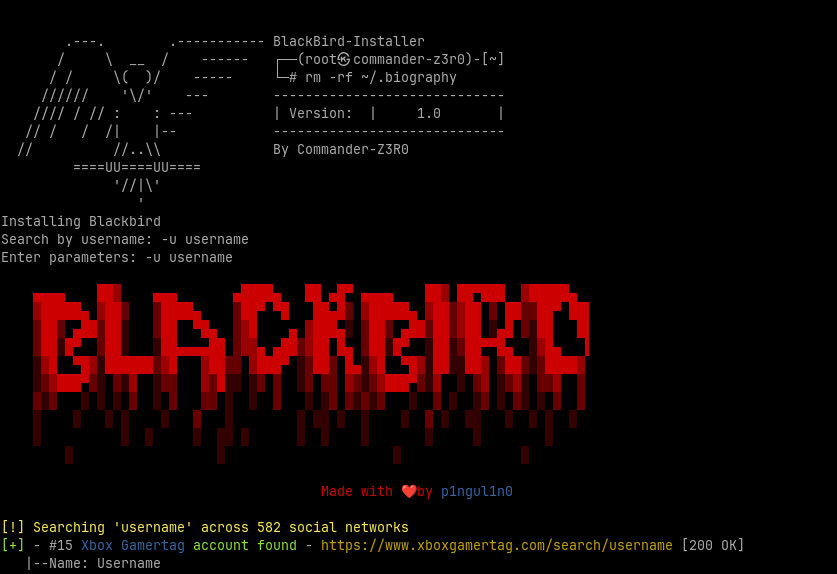 BlackBird-Installer
┌──(root㉿commander-z3r0)-[~]
└─# rm -rf ~/.biography
-----------------------------
| Version:  |     1.0       |
-----------------------------
By Commander-Z3R0
Installing Blackbird
Search by username: -u username
Enter parameters: -u username
BLACKBIRD
Made with ❤️by p1ngul1n0
[!] Searching 'username' across 582 social networks
[+] - #15 Xbox Gamertag account found - https://www.xboxgamertag.com/search/username [200 OK]
|--Name: Username